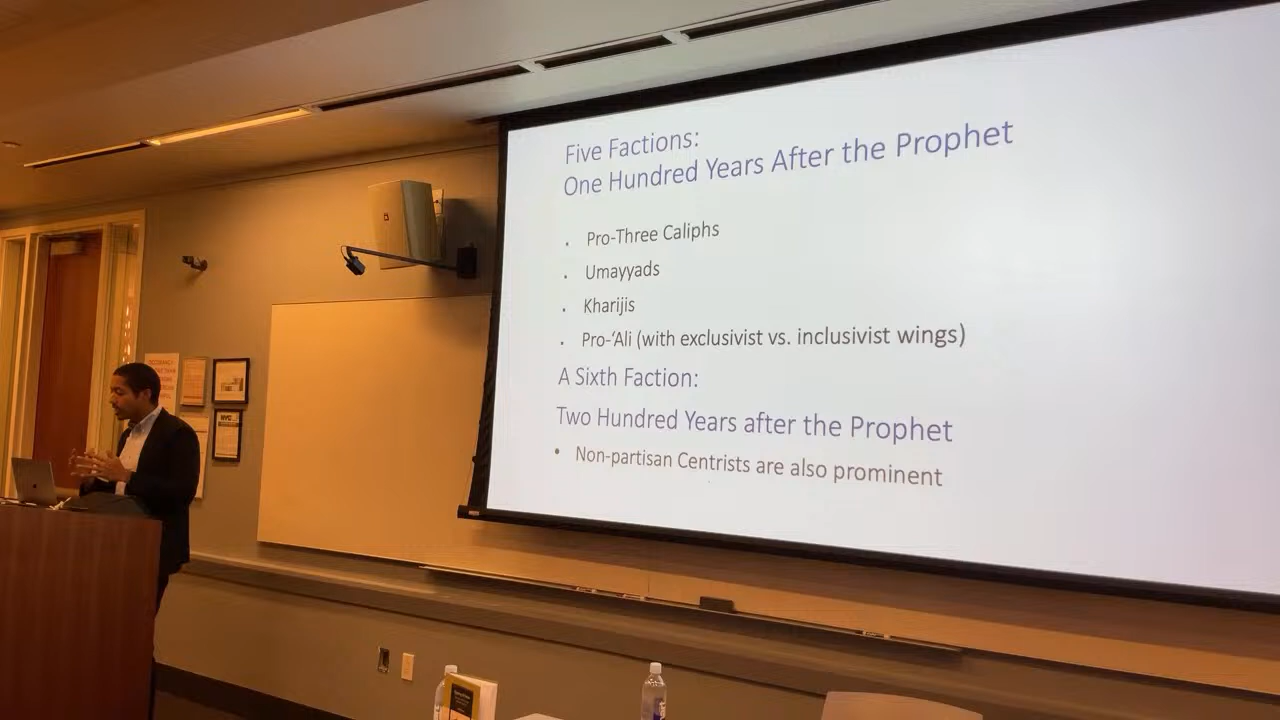 Five Factions:
One Hundred Years After the Prophet
. Pro-Three Caliphs
. Umayyads
. Kharijis
. Pro-‘Ali (with exclusivist vs. inclusivist wings)
A Sixth Faction:
Two Hundred Years after the Prophet
• Non-partisan Centrists are also prominent
NYC